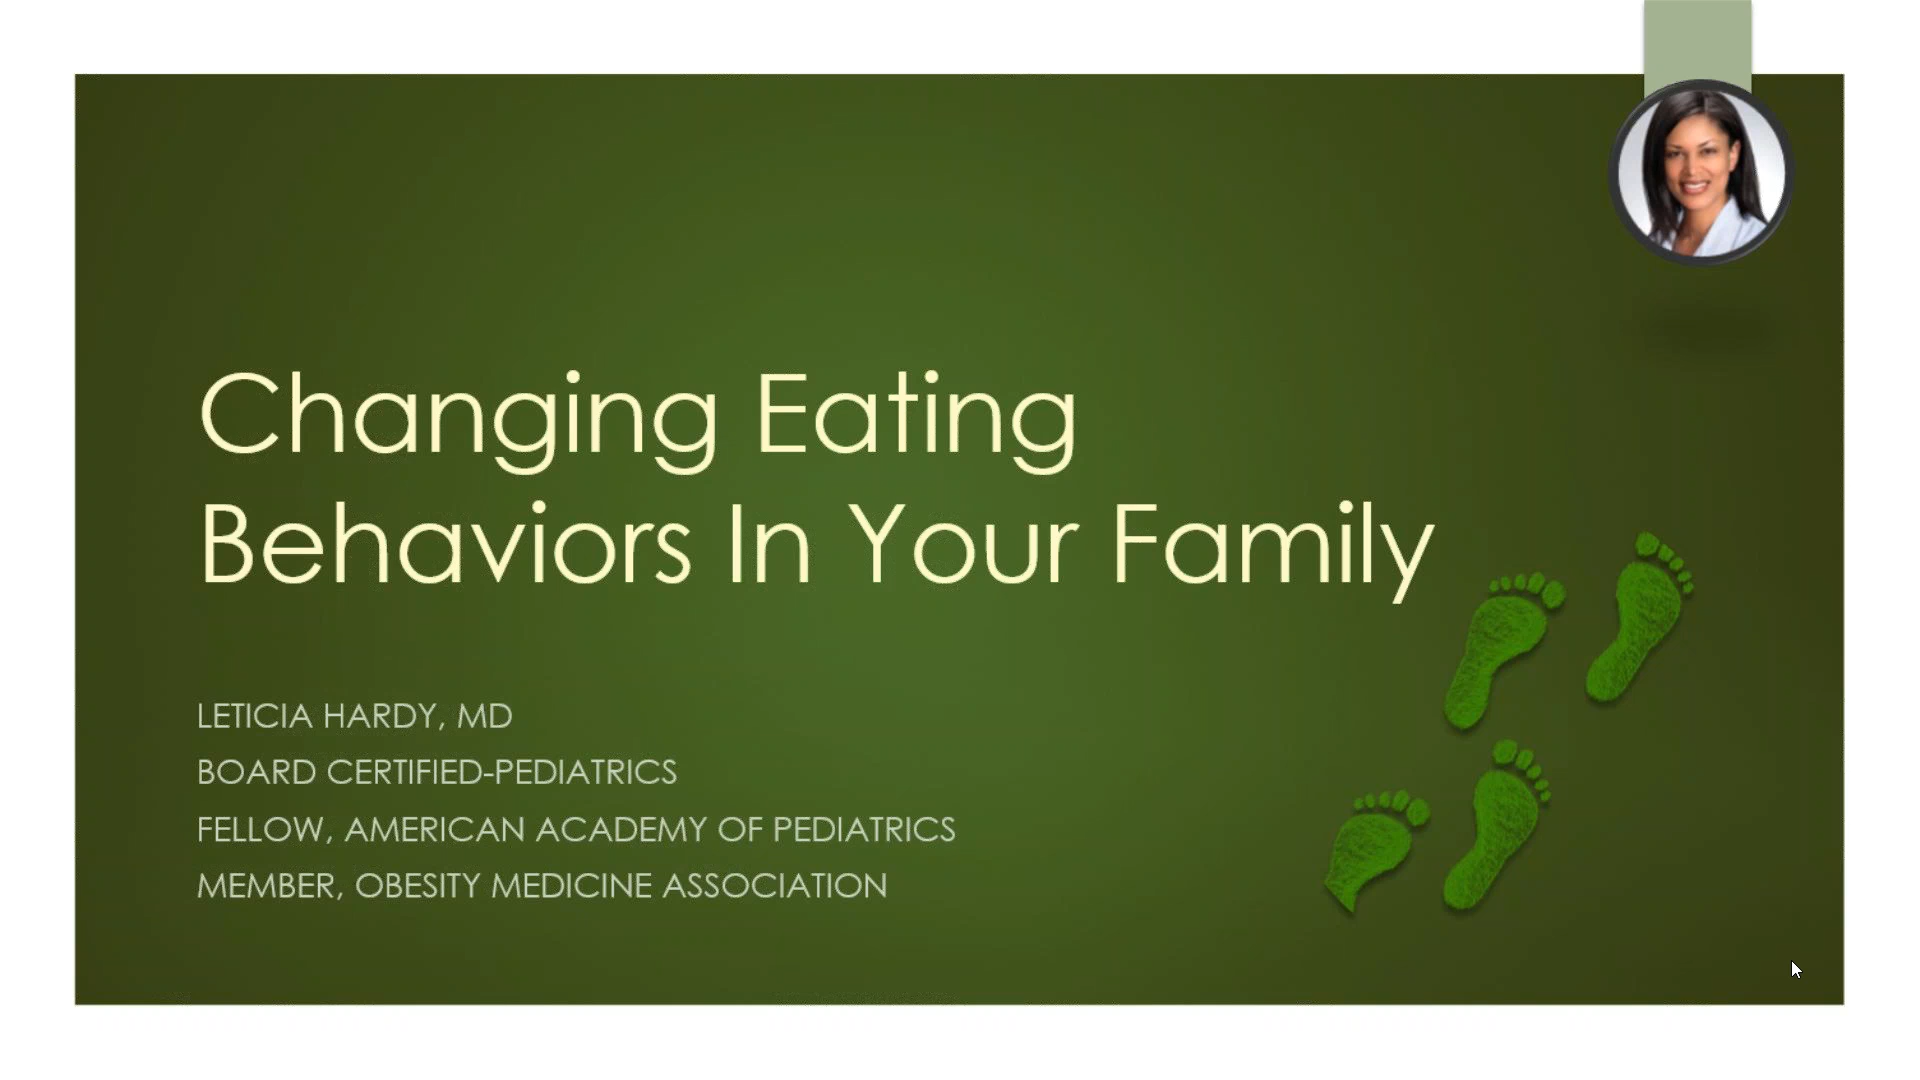 Changing Eating
Behaviors In Your Family
LETICIA HARDY, MD
BOARD CERTIFIED-PEDIATRICS
FELLOW, AMERICAN ACADEMY OF PEDIATRICS
MEMBER, OBESITY MEDICINE ASSOCIATION